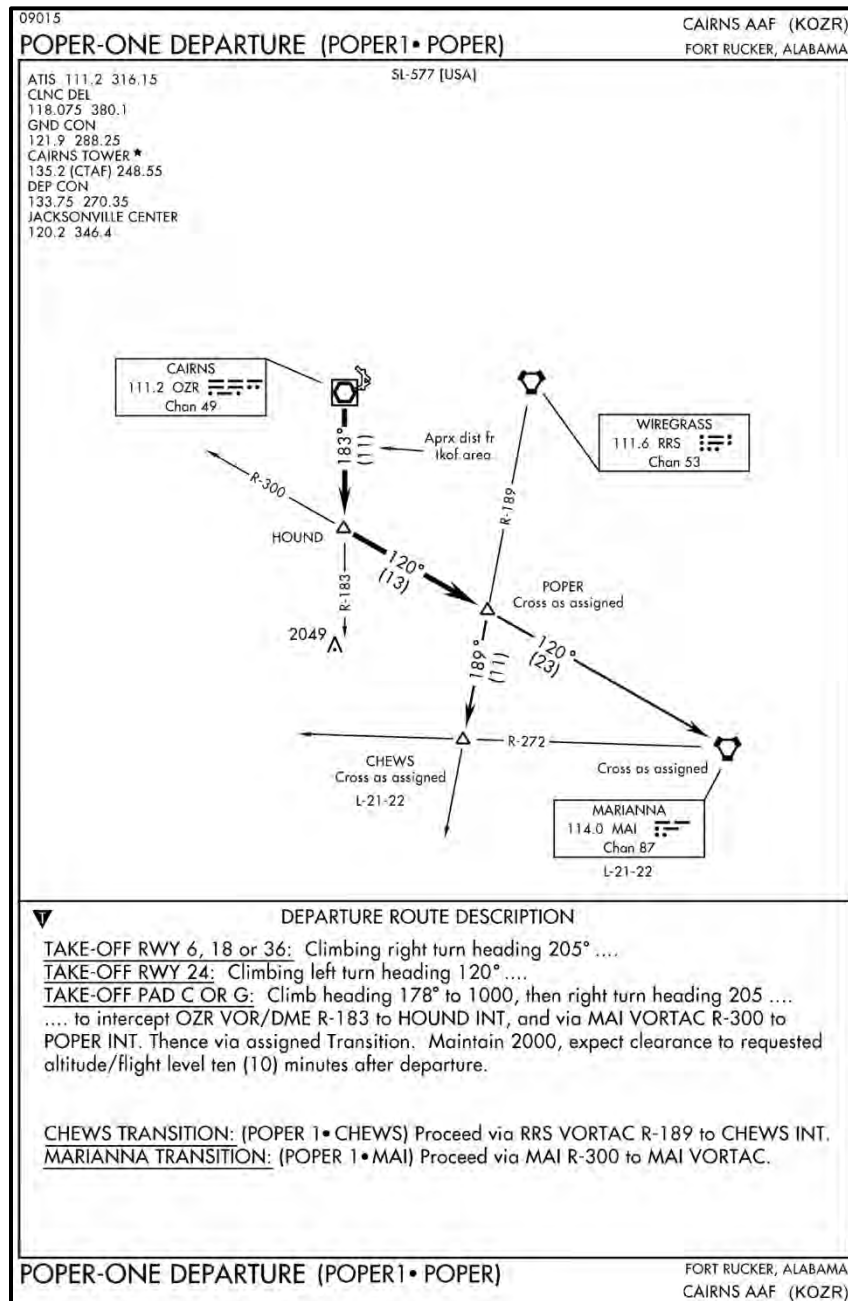 09015
CAIRNS AAF (KOZR)
POPER-ONE DEPARTURE (POPER1• POPER)
FORT RUCKER, ALABAMA
SL-577 [USA]
ATIS 111.2 316.15
CLNC DEL
118.075 380.1
GND CON
121.9 288.25
CAIRNS TOWER ★
135.2 (CTAF) 248.55
DEP CON
133.75 270.35
JACKSONVILLE CENTER
120.2 346.4
CAIRNS
111.2 OZR
Chan 49
WIREGRASS
111.6 RRS
Chan 53
183°
(11)
Aprx dist fr
tkof area
R-300
R-189
HOUND
120°
(13)
R-183
POPER
Cross as assigned
2049
189°
(11)
120°
(23)
R-272
CHEWS
Cross as assigned
L-21-22
Cross as assigned
MARIANNA
114.0 MAI
Chan 87
L-21-22
T
DEPARTURE ROUTE DESCRIPTION
TAKE-OFF RWY 6, 18 or 36: Climbing right turn heading 205° ....
TAKE-OFF RWY 24: Climbing left turn heading 120° ....
TAKE-OFF PAD C OR G: Climb heading 178° to 1000, then right turn heading 205 ....
.... to intercept OZR VOR/DME R-183 to HOUND INT, and via MAI VORTAC R-300 to
POPER INT. Thence via assigned Transition. Maintain 2000, expect clearance to requested
altitude/flight level ten (10) minutes after departure.
CHEWS TRANSITION: (POPER 1• CHEWS) Proceed via RRS VORTAC R-189 to CHEWS INT.
MARIANNA TRANSITION: (POPER 1• MAI) Proceed via MAI R-300 to MAI VORTAC.
POPER-ONE DEPARTURE (POPER1• POPER)
FORT RUCKER, ALABAMA
CAIRNS AAF (KOZR)